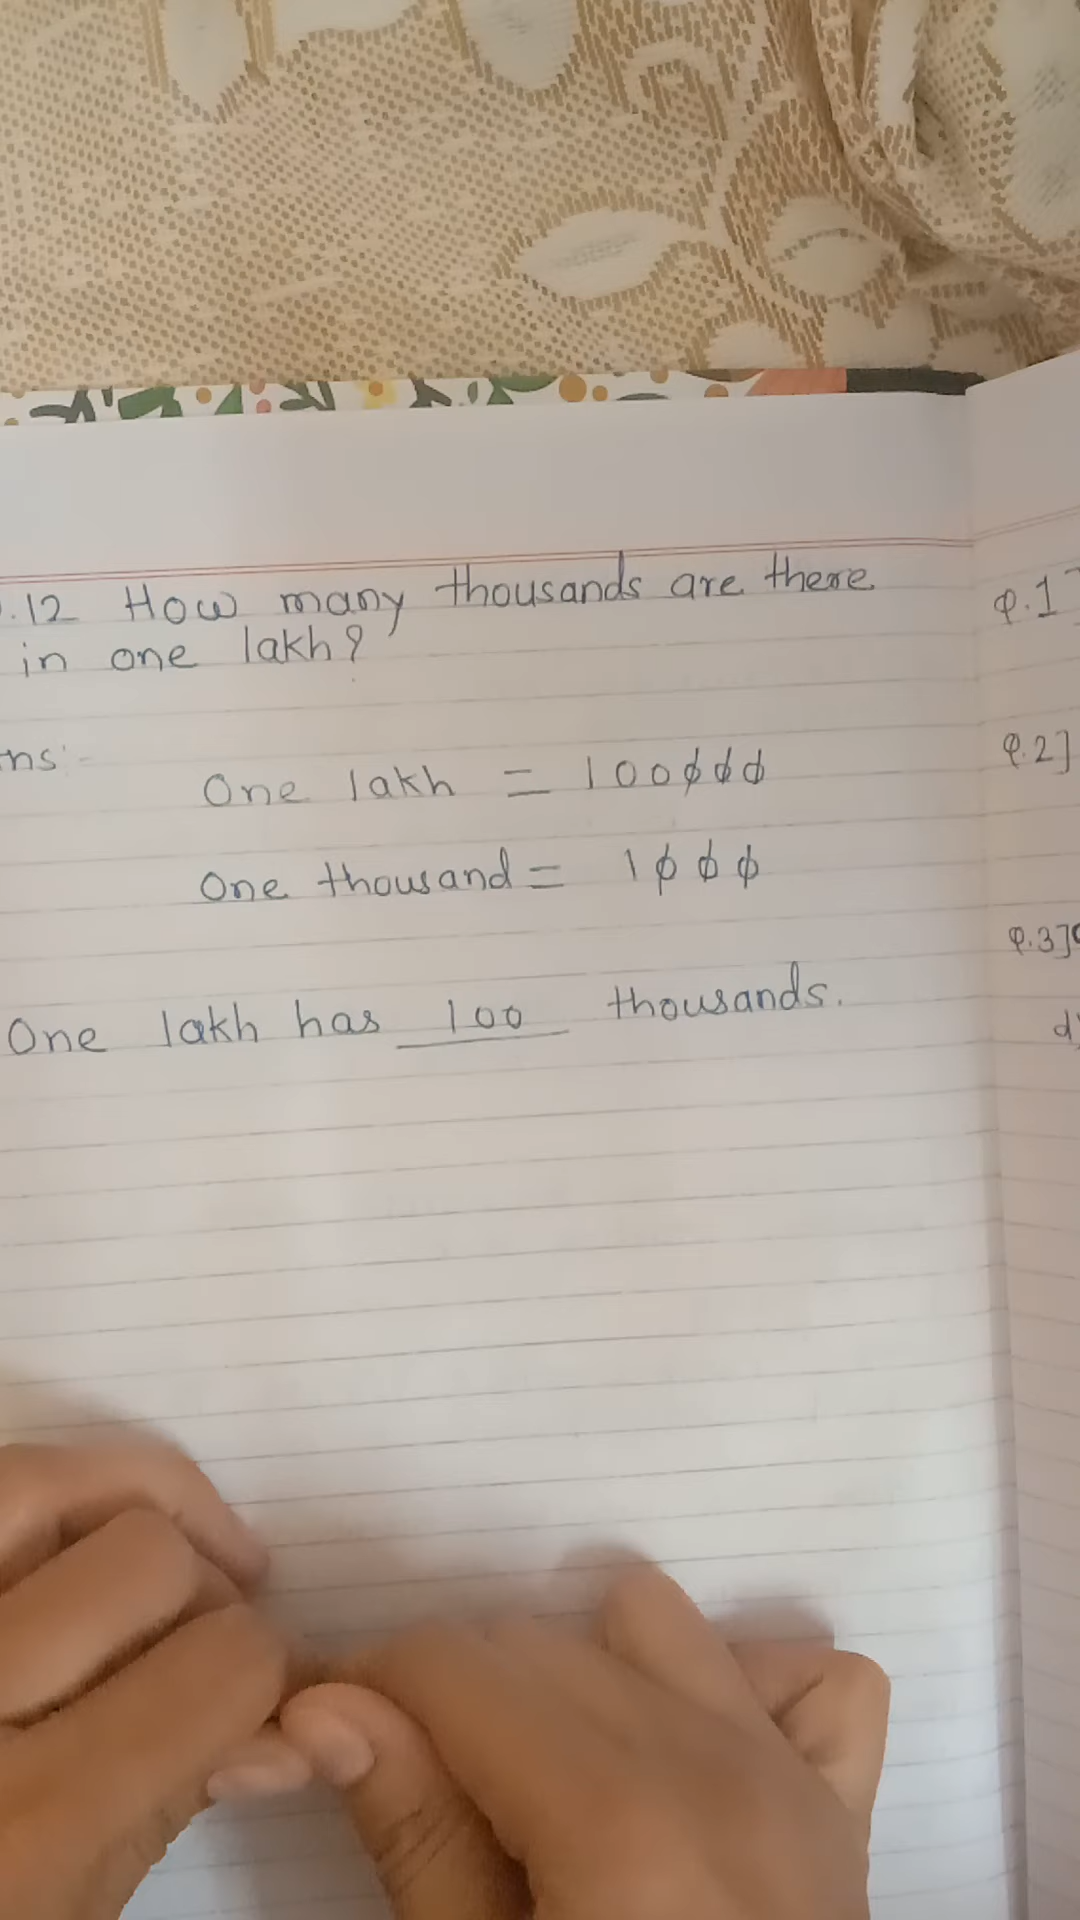 .12 How many thousands are there
in one lakh?
ns:-
One lakh = 100000
One thousand = 1000
One lakh has 100 thousands.
Q.1
Q.2]
Q.3]
d)